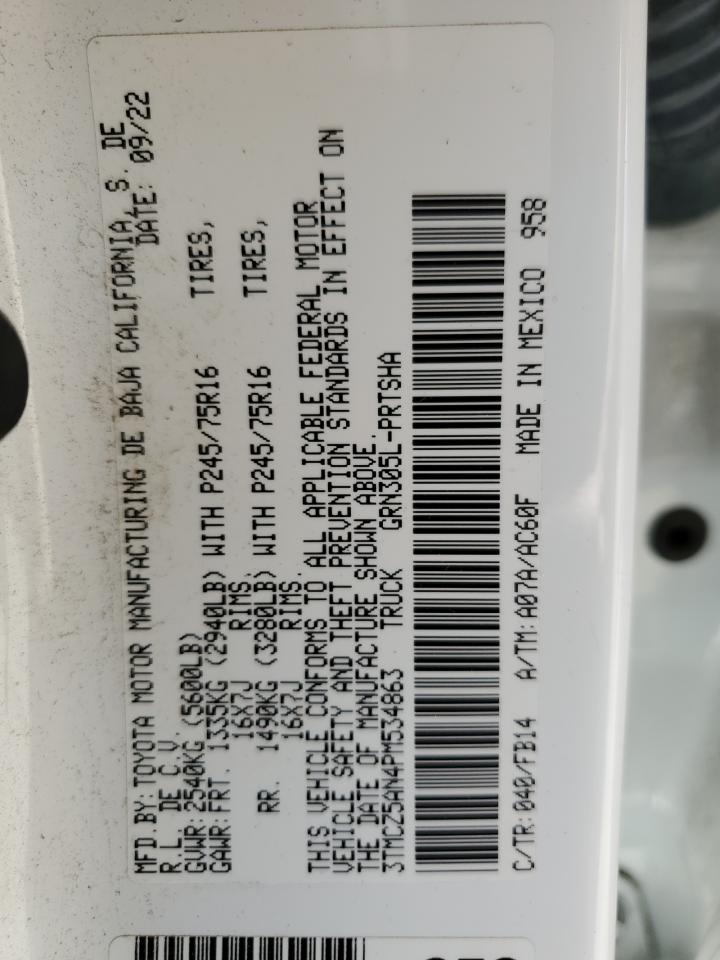 MFD.BY: TOYOTA MOTOR MANUFACTURING DE BAJA CALIFORNIA, S. DE
R.L. DE C.V. DATE: 09/22
GVWR: 2540KG (5600LB)
GAWR: FRT. 1335KG (2940LB) WITH P245/75R16 TIRES,
16X7J RIMS.
RR. 1490KG (3280LB) WITH P245/75R16 TIRES,
16X7J RIMS.
THIS VEHICLE CONFORMS TO ALL APPLICABLE FEDERAL MOTOR
VEHICLE SAFETY AND THEFT PREVENTION STANDARDS IN EFFECT ON
THE DATE OF MANUFACTURE SHOWN ABOVE.
3TMCZ5AN4PM534863 TRUCK GRN305L-PRTSHA
C/TR: 040/FB14 A/TM: A07A/AC60F MADE IN MEXICO 958